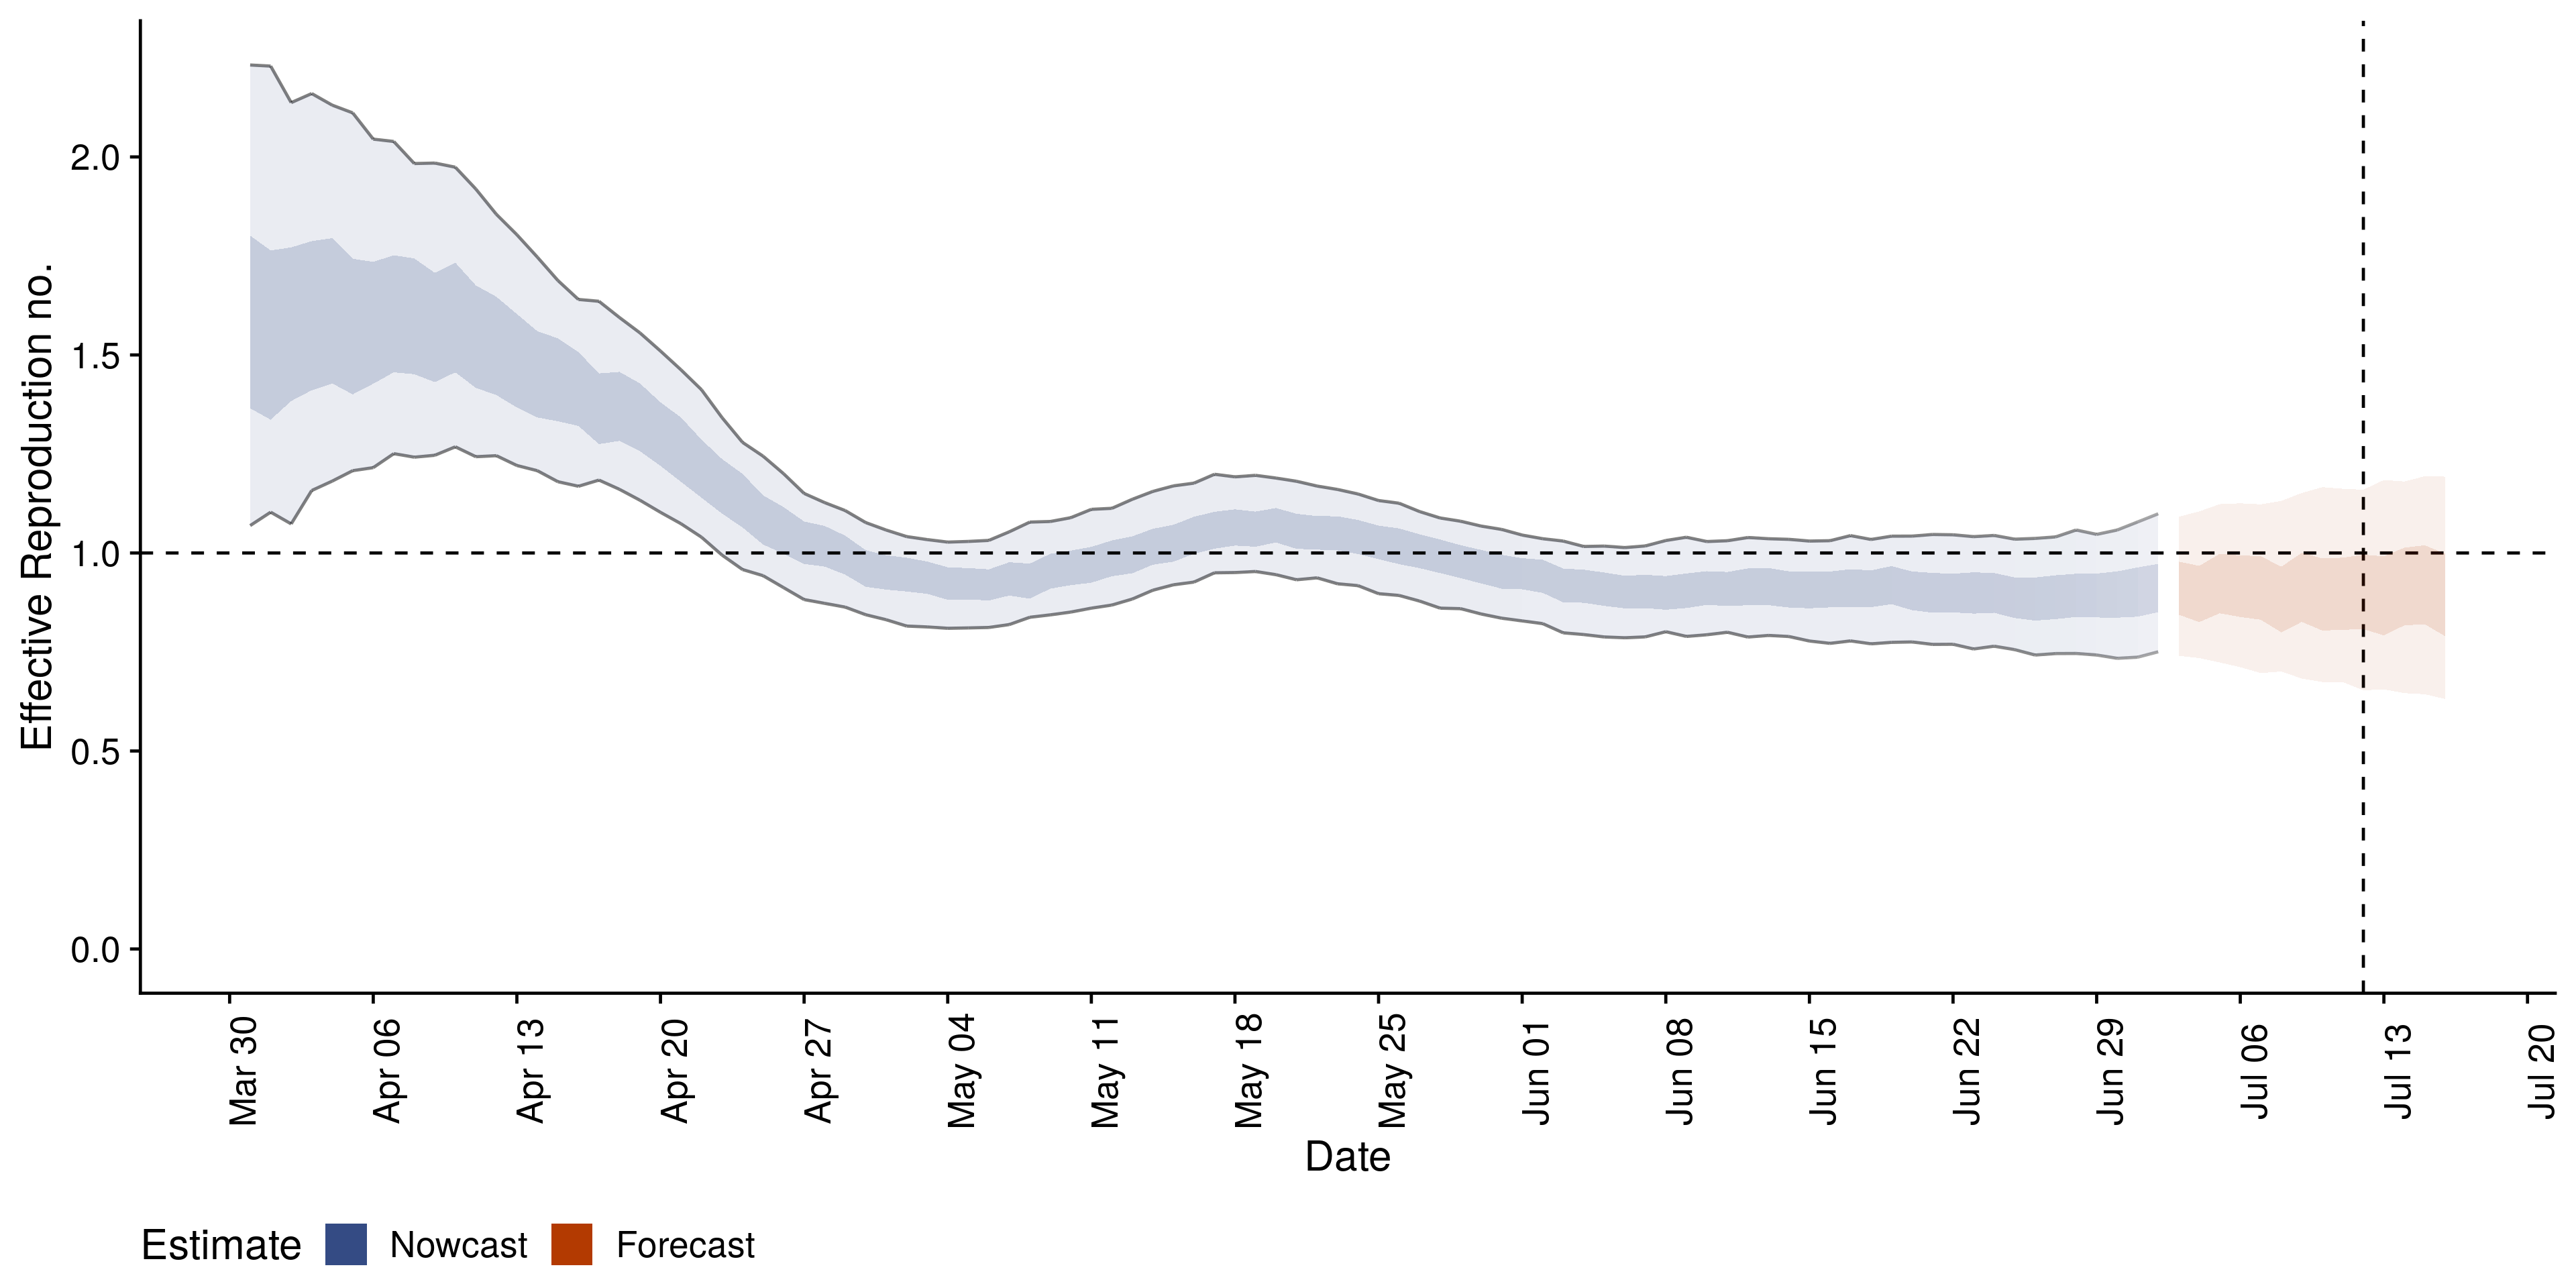 Effective Reproduction no.
2.0
1.5
1.0
0.5
0.0
Mar 30
Apr 06
Apr 13
Apr 20
Apr 27
May 04
May 11
May 18
May 25
Jun 01
Jun 08
Jun 15
Jun 22
Jun 29
Jul 06
Jul 13
Jul 20
Date
Estimate Nowcast Forecast